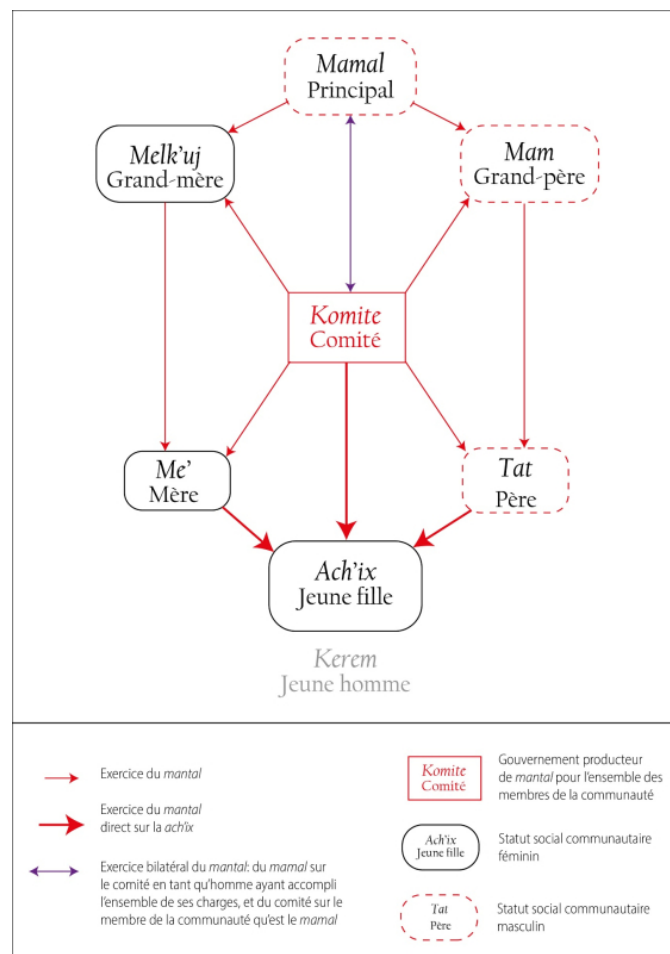 Mamal
Principal
Melk'uj
Grand-mère
Mam
Grand-père
Komite
Comité
Me'
Mère
Tat
Père
Ach'ix
Jeune fille
Kerem
Jeune homme
Exercice du mantal
Exercice du mantal
direct sur la ach'ix
Exercice bilatéral du mantal: du mamal sur
le comité en tant qu'homme ayant accompli
l'ensemble de ses charges, et du comité sur le
membre de la communauté qu'est le mamal
Komite
Comité
Gouvernement producteur
de mantal pour l'ensemble des
membres de la communauté
Ach'ix
Jeune fille
Statut social communautaire
féminin
Tat
Père
Statut social communautaire
masculin